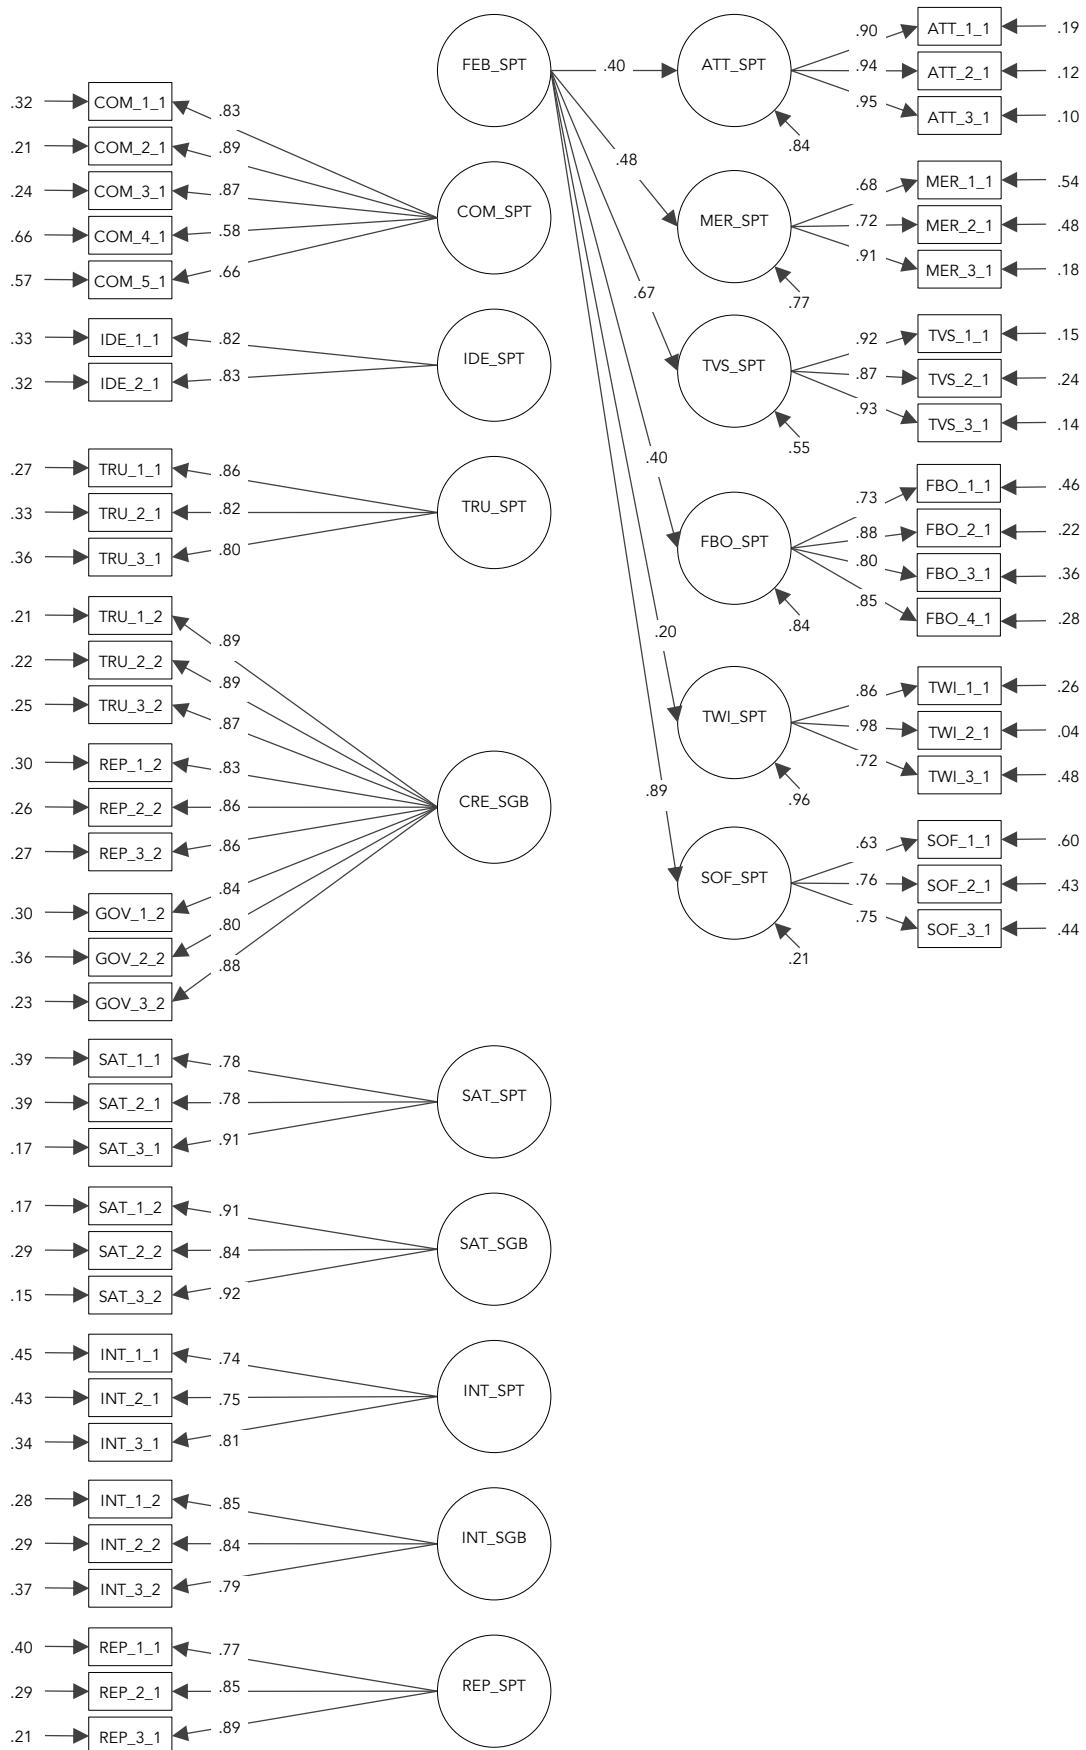 FEB_SPT
.40
ATT_SPT
.84
.90 ATT_1_1 .19
.94 ATT_2_1 .12
.95 ATT_3_1 .10
.48
MER_SPT
.77
.68 MER_1_1 .54
.72 MER_2_1 .48
.91 MER_3_1 .18
.67
TVS_SPT
.55
.92 TVS_1_1 .15
.87 TVS_2_1 .24
.93 TVS_3_1 .14
.40
FBO_SPT
.84
.73 FBO_1_1 .46
.88 FBO_2_1 .22
.80 FBO_3_1 .36
.85 FBO_4_1 .28
.20
TWI_SPT
.96
.86 TWI_1_1 .26
.98 TWI_2_1 .04
.72 TWI_3_1 .48
.89
SOF_SPT
.21
.63 SOF_1_1 .60
.76 SOF_2_1 .43
.75 SOF_3_1 .44
.32 COM_1_1 .83
.21 COM_2_1 .89
.24 COM_3_1 .87
.66 COM_4_1 .58
.57 COM_5_1 .66
COM_SPT
.33 IDE_1_1 .82
.32 IDE_2_1 .83
IDE_SPT
.27 TRU_1_1 .86
.33 TRU_2_1 .82
.36 TRU_3_1 .80
TRU_SPT
.21 TRU_1_2 .89
.22 TRU_2_2 .89
.25 TRU_3_2 .87
.30 REP_1_2 .83
.26 REP_2_2 .86
.27 REP_3_2 .86
.30 GOV_1_2 .84
.36 GOV_2_2 .80
.23 GOV_3_2 .88
CRE_SGB
.39 SAT_1_1 .78
.39 SAT_2_1 .78
.17 SAT_3_1 .91
SAT_SPT
.17 SAT_1_2 .91
.29 SAT_2_2 .84
.15 SAT_3_2 .92
SAT_SGB
.45 INT_1_1 .74
.43 INT_2_1 .75
.34 INT_3_1 .81
INT_SPT
.28 INT_1_2 .85
.29 INT_2_2 .84
.37 INT_3_2 .79
INT_SGB
.40 REP_1_1 .77
.29 REP_2_1 .85
.21 REP_3_1 .89
REP_SPT